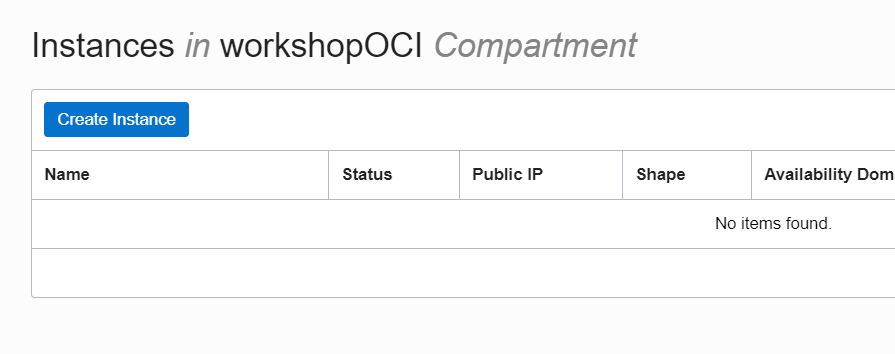 Instances in workshopOCI Compartment
Create Instance
Name Status Public IP Shape Availability Dom
No items found.